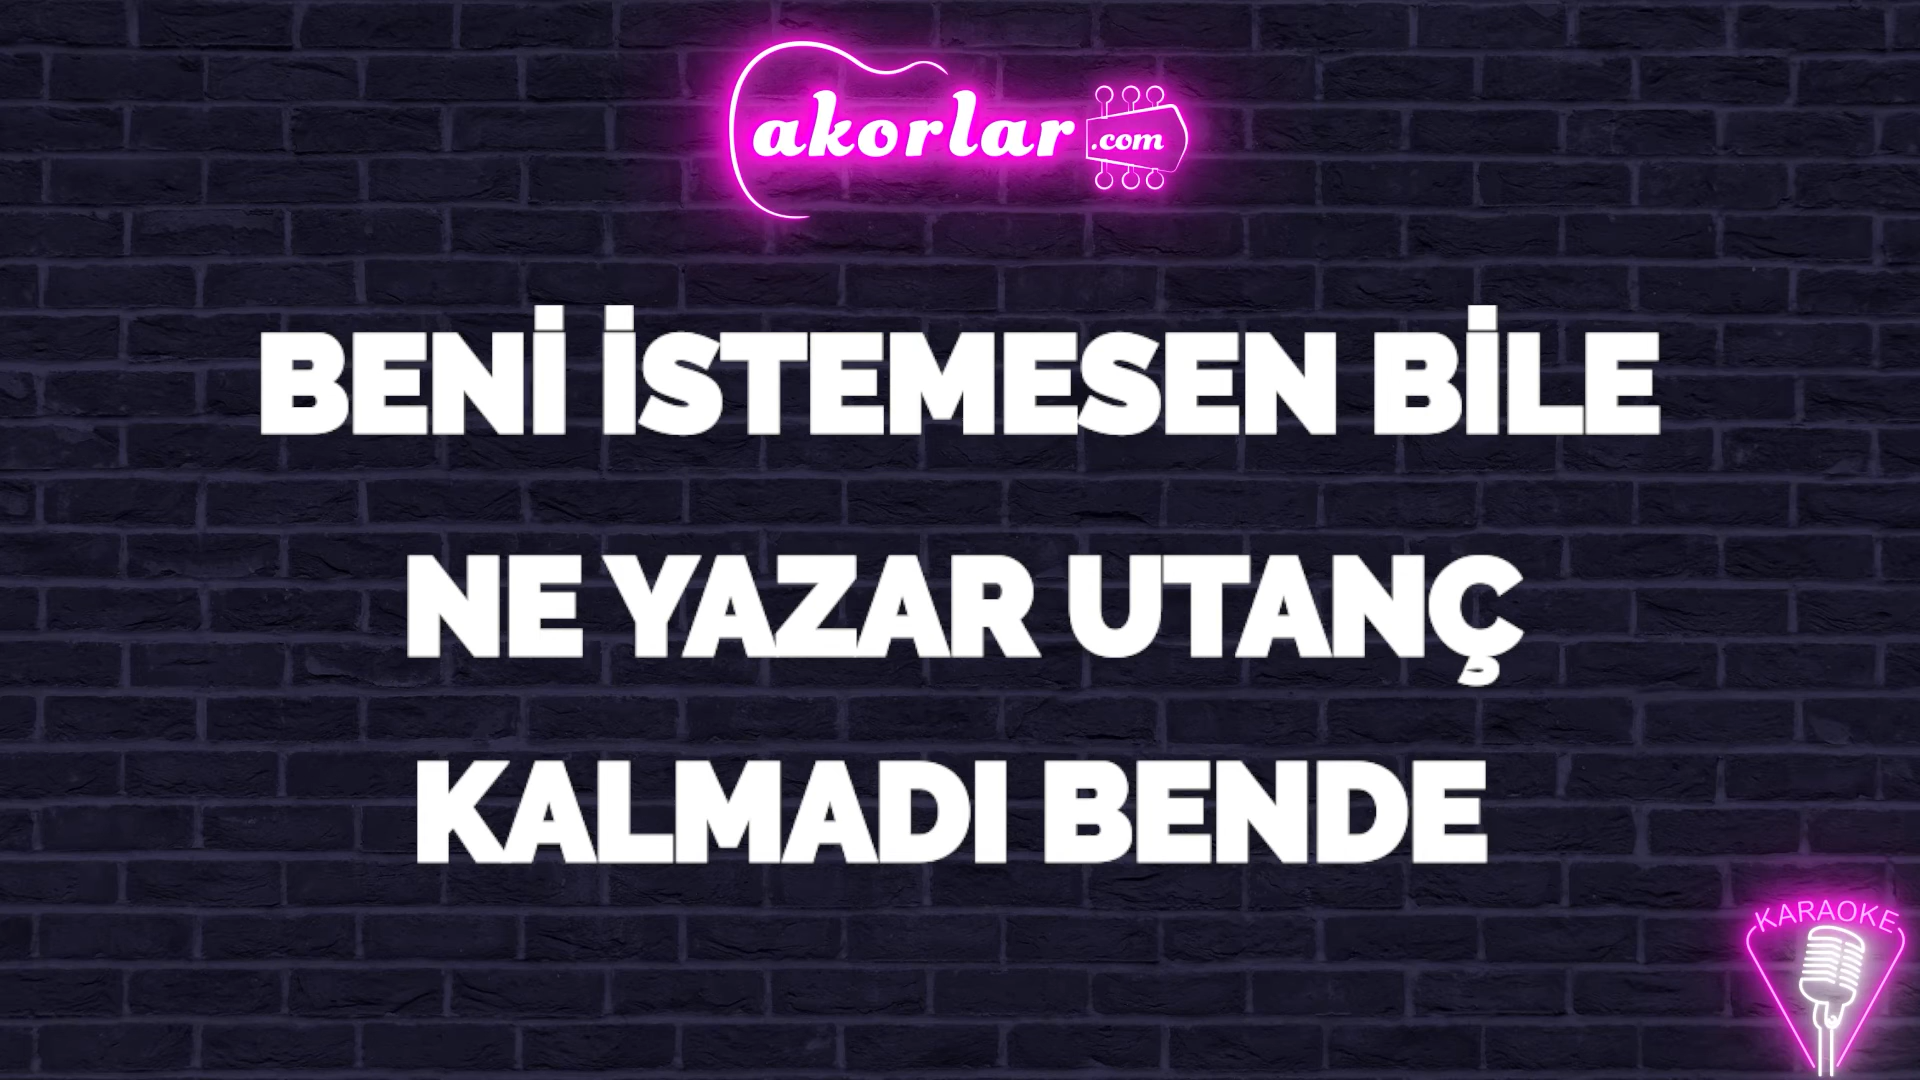 akorlar.com
BENİ İSTEMESEN BİLE
NE YAZAR UTANÇ
KALMADI BENDE
KARAOKE